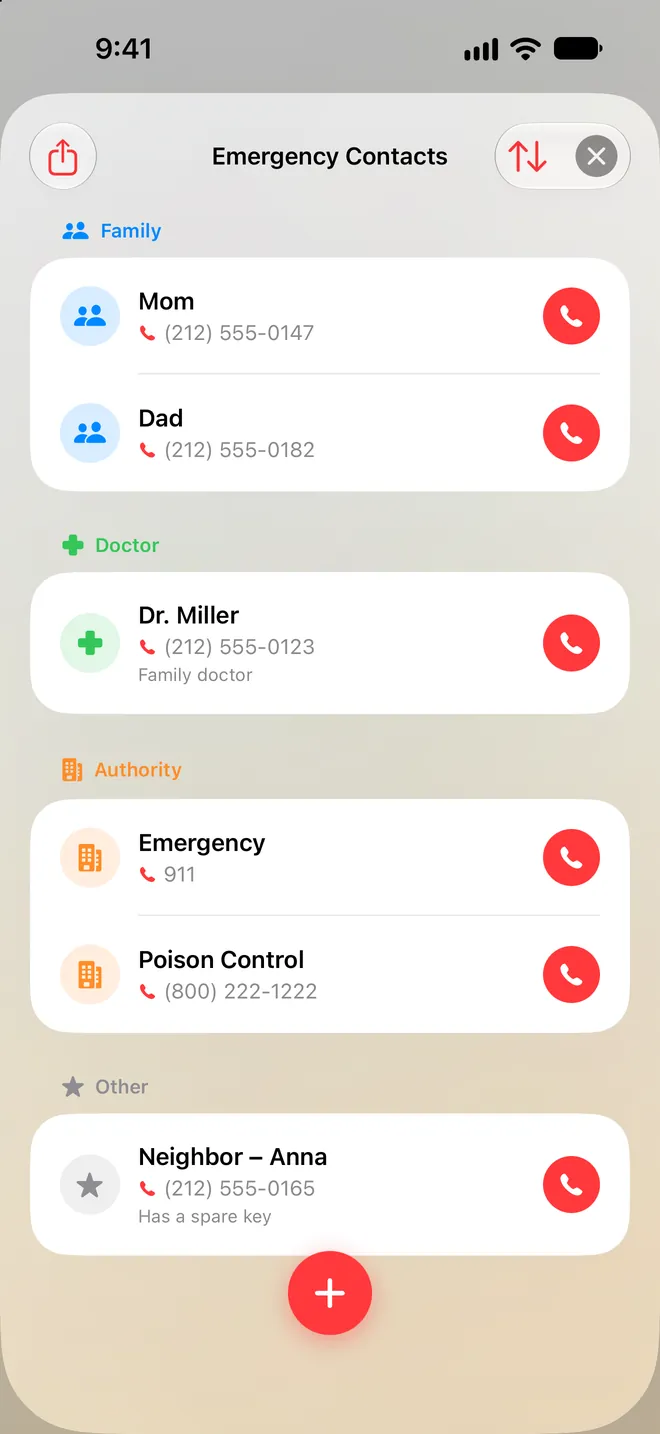 9:41
Emergency Contacts
Family
Mom
(212) 555-0147
Dad
(212) 555-0182
Doctor
Dr. Miller
(212) 555-0123
Family doctor
Authority
Emergency
911
Poison Control
(800) 222-1222
Other
Neighbor – Anna
(212) 555-0165
Has a spare key